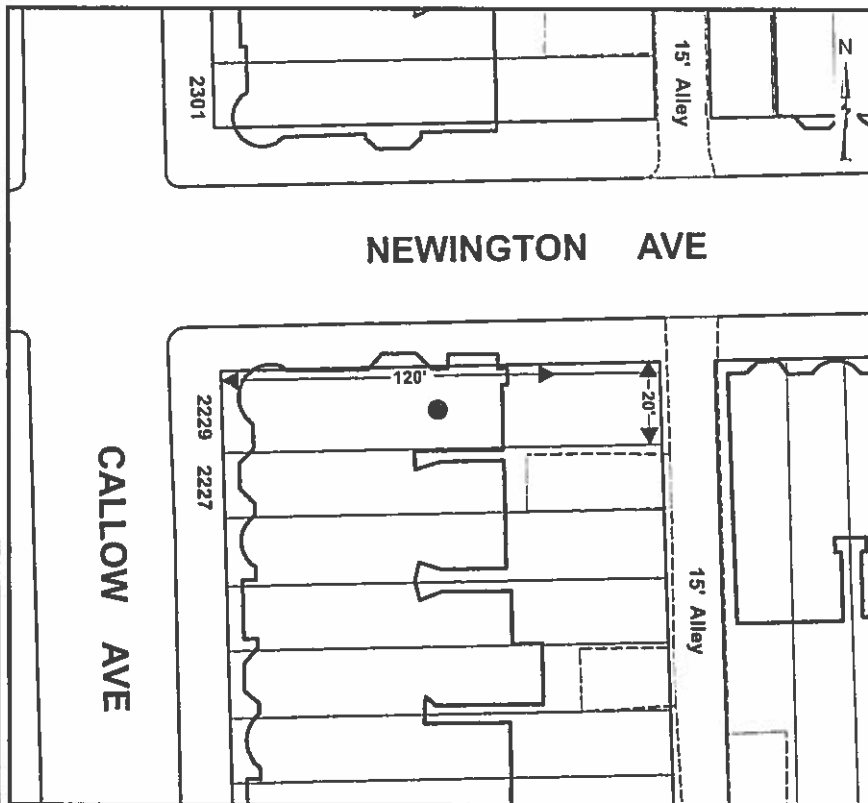 2301
15' Alley
N
NEWINGTON AVE
120'
20'
2229
2227
CALLOW AVE
15' Alley